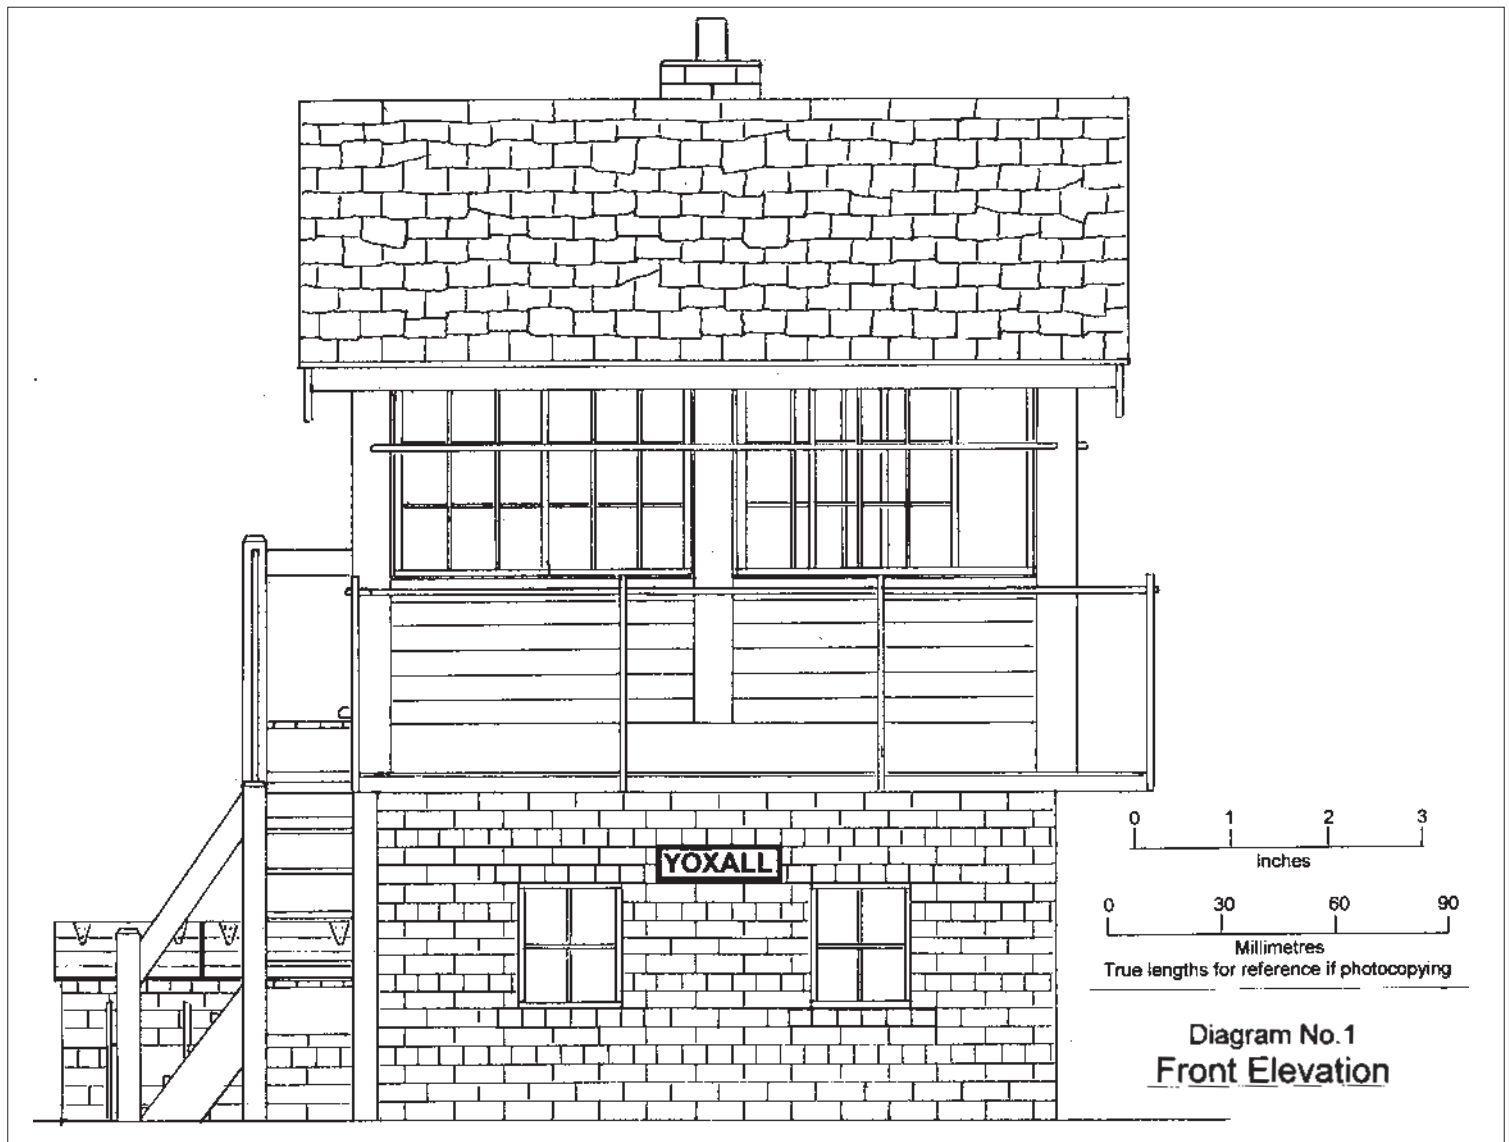 YOXALL
0 1 2 3
Inches
0 30 60 90
Millimetres
True lengths for reference if photocopying
Diagram No.1
Front Elevation